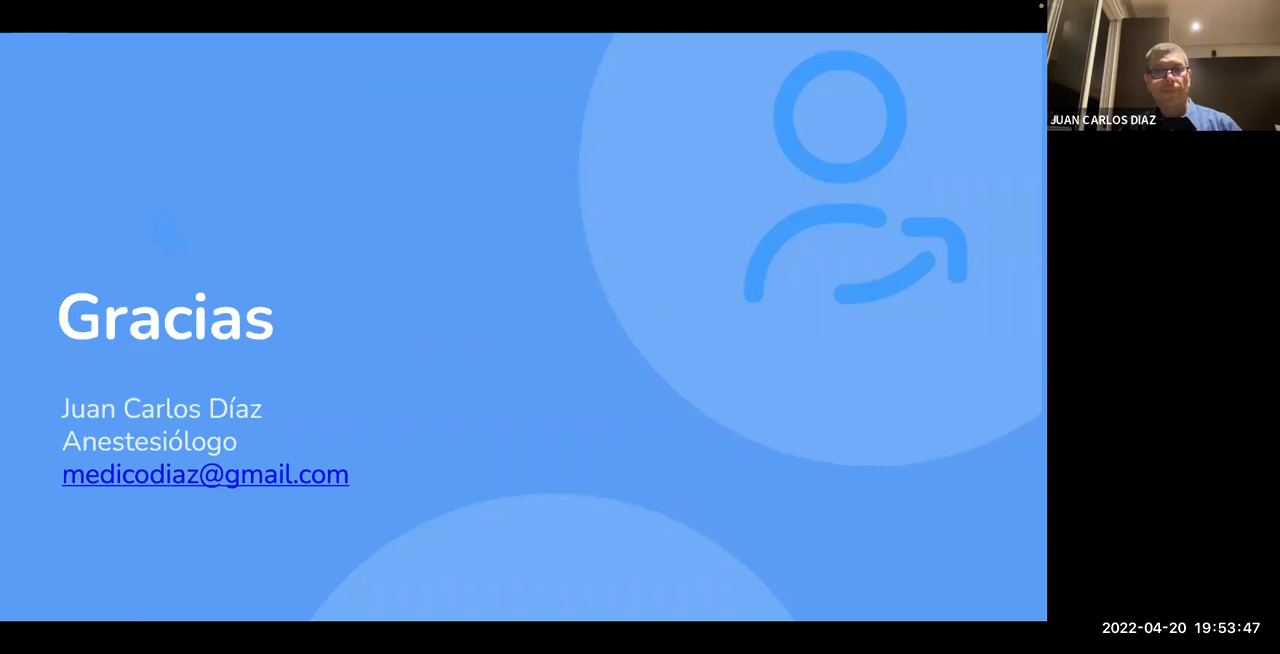 Gracias
Juan Carlos Díaz
Anestesiólogo
medicodiaz@gmail.com
JUAN CARLOS DIAZ
2022-04-20 19:53:47